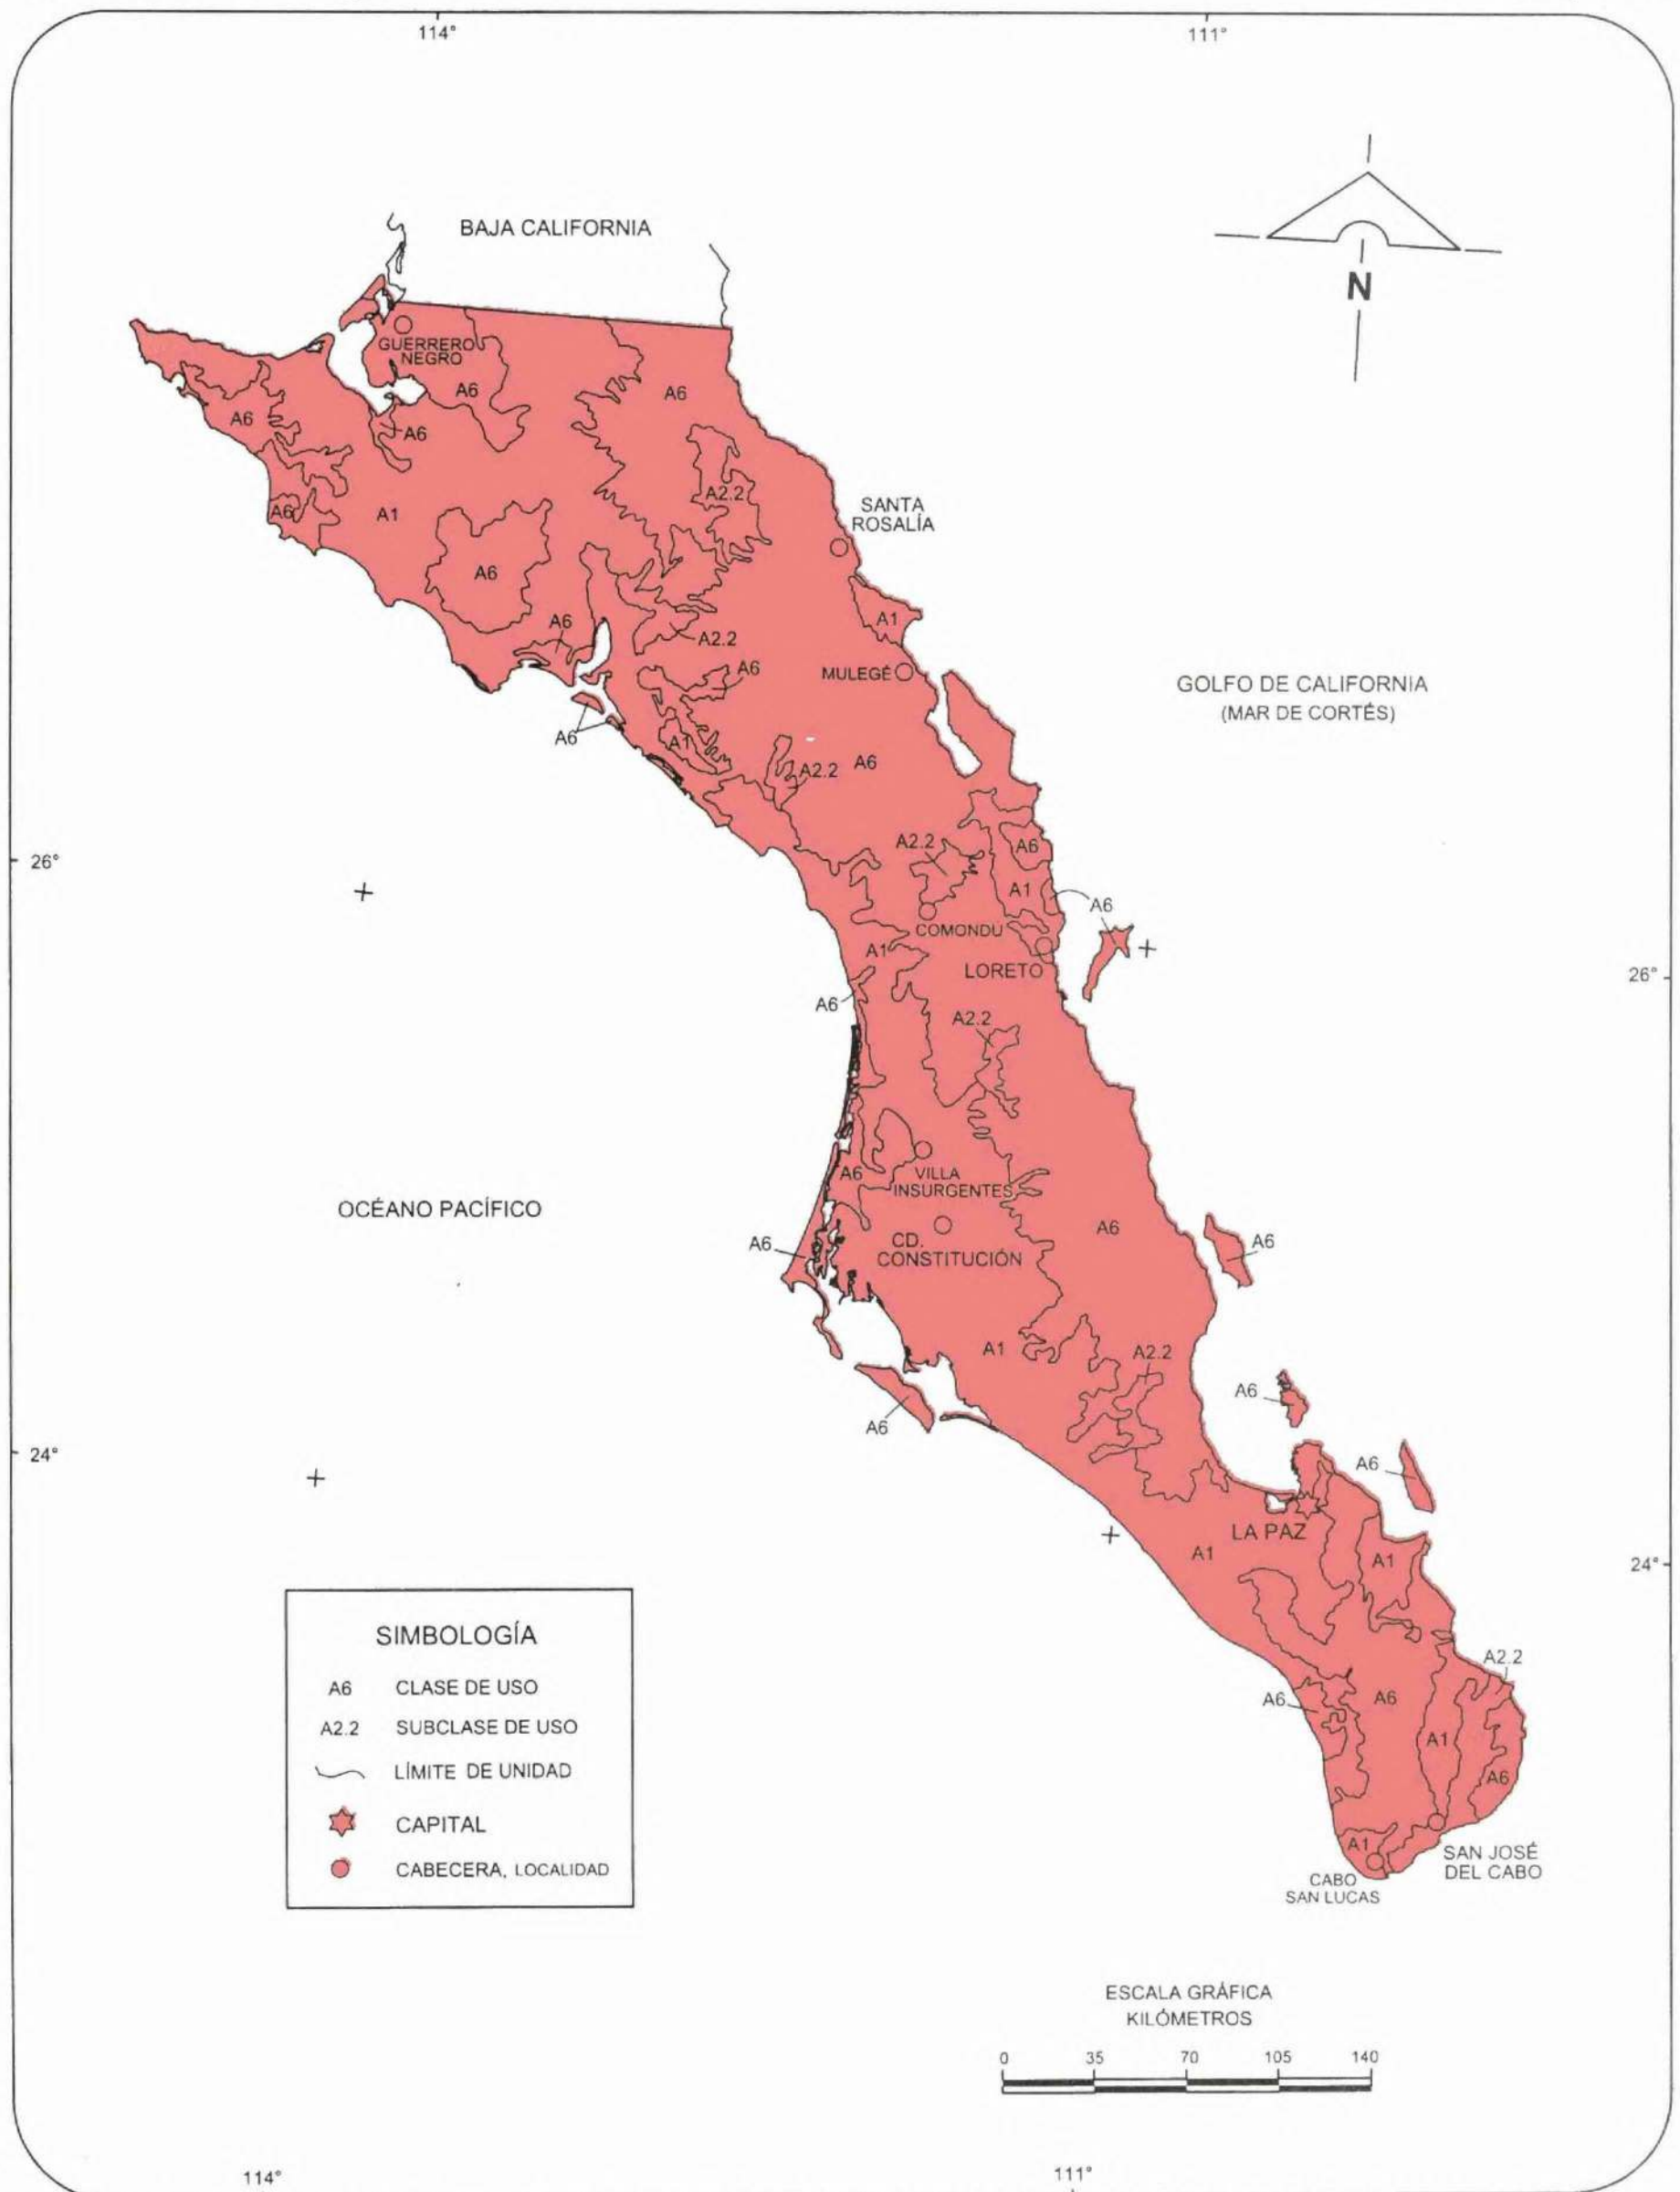 114°
111°
BAJA CALIFORNIA
N
GUERRERO
NEGRO
A6
A6
A6
A6
A2.2
SANTA
ROSALÍA
A6
A1
A6
A6
A1
A2.2
A6
MULEGÉ
GOLFO DE CALIFORNIA
(MAR DE CORTÉS)
A6
A1
A2.2
A6
26°
A2.2
A6
A1
A6
COMONDÚ
A1
LORETO
26°
A6
A2.2
A6
VILLA
INSURGENTES
OCÉANO PACÍFICO
A6
A6
A6
CD.
CONSTITUCIÓN
A1
A2.2
A6
A6
24°
A6
LA PAZ
A1
A1
24°
SIMBOLOGÍA
A6 CLASE DE USO
A2.2 SUBCLASE DE USO
LÍMITE DE UNIDAD
CAPITAL
CABECERA, LOCALIDAD
A2.2
A6
A6
A1
A6
A1
SAN JOSÉ
DEL CABO
CABO
SAN LUCAS
ESCALA GRÁFICA
KILÓMETROS
0 35 70 105 140
114°
111°